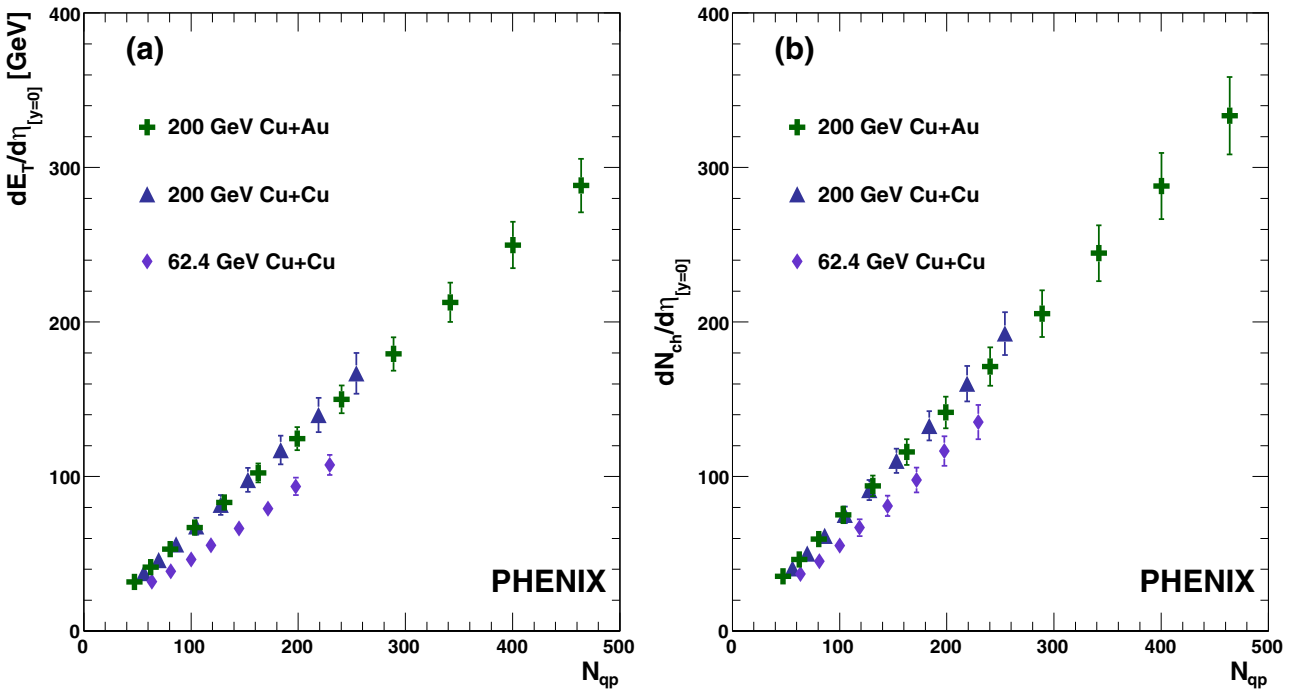 dE_T/dη_[y=0] [GeV]
(a)
200 GeV Cu+Au
200 GeV Cu+Cu
62.4 GeV Cu+Cu
PHENIX
400
300
200
100
0
0 100 200 300 400 500
N_qp
dN_ch/dη_[y=0]
(b)
200 GeV Cu+Au
200 GeV Cu+Cu
62.4 GeV Cu+Cu
PHENIX
400
300
200
100
0
0 100 200 300 400 500
N_qp